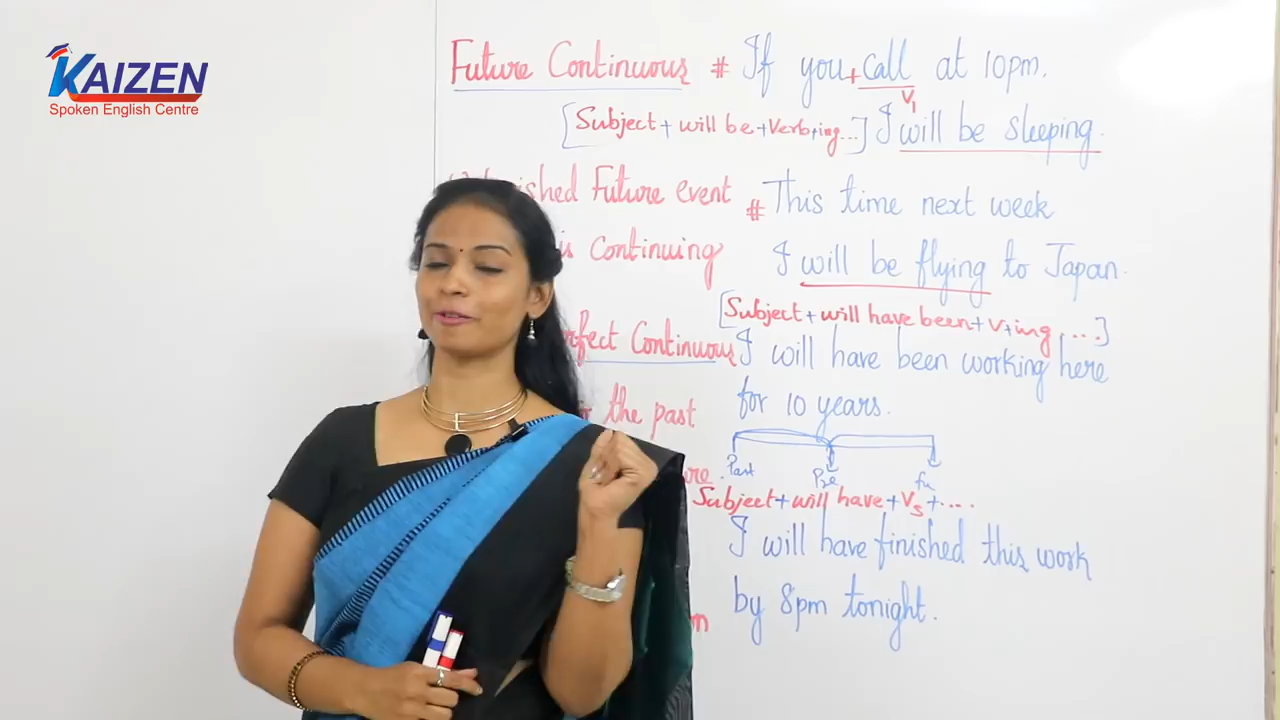 KAIZEN
Spoken English Centre
Future Continuous # If you + call at 10pm.
V1
[Subject + will be + Verb+ing...] I will be sleeping.
Future event # This time next week
is continuing I will be flying to Japan.
[Subject + will have been + V+ing ....]
Continuous I will have been working here
the past for 10 years.
Past Pre fu
Subject + will have + V3 + ....
I will have finished this work
by 8pm tonight.